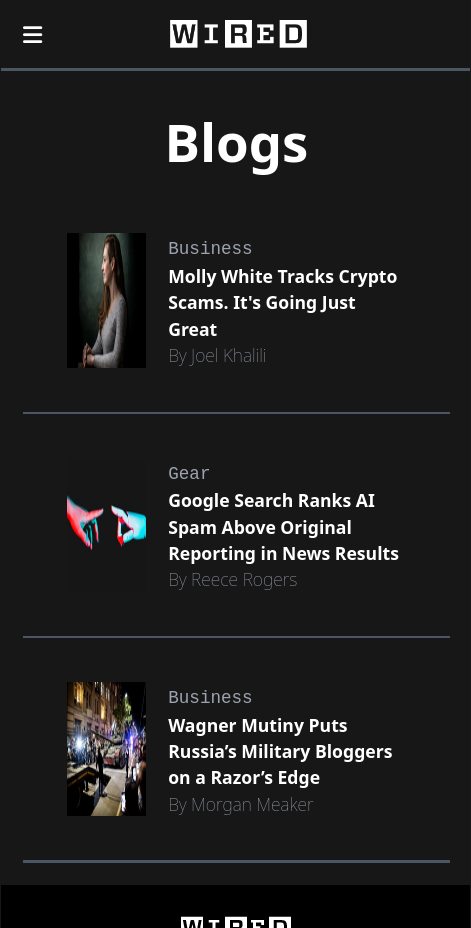 WIRED
Blogs
Business
Molly White Tracks Crypto
Scams. It's Going Just
Great
By Joel Khalili
Gear
Google Search Ranks AI
Spam Above Original
Reporting in News Results
By Reece Rogers
Business
Wagner Mutiny Puts
Russia’s Military Bloggers
on a Razor’s Edge
By Morgan Meaker
WIRED